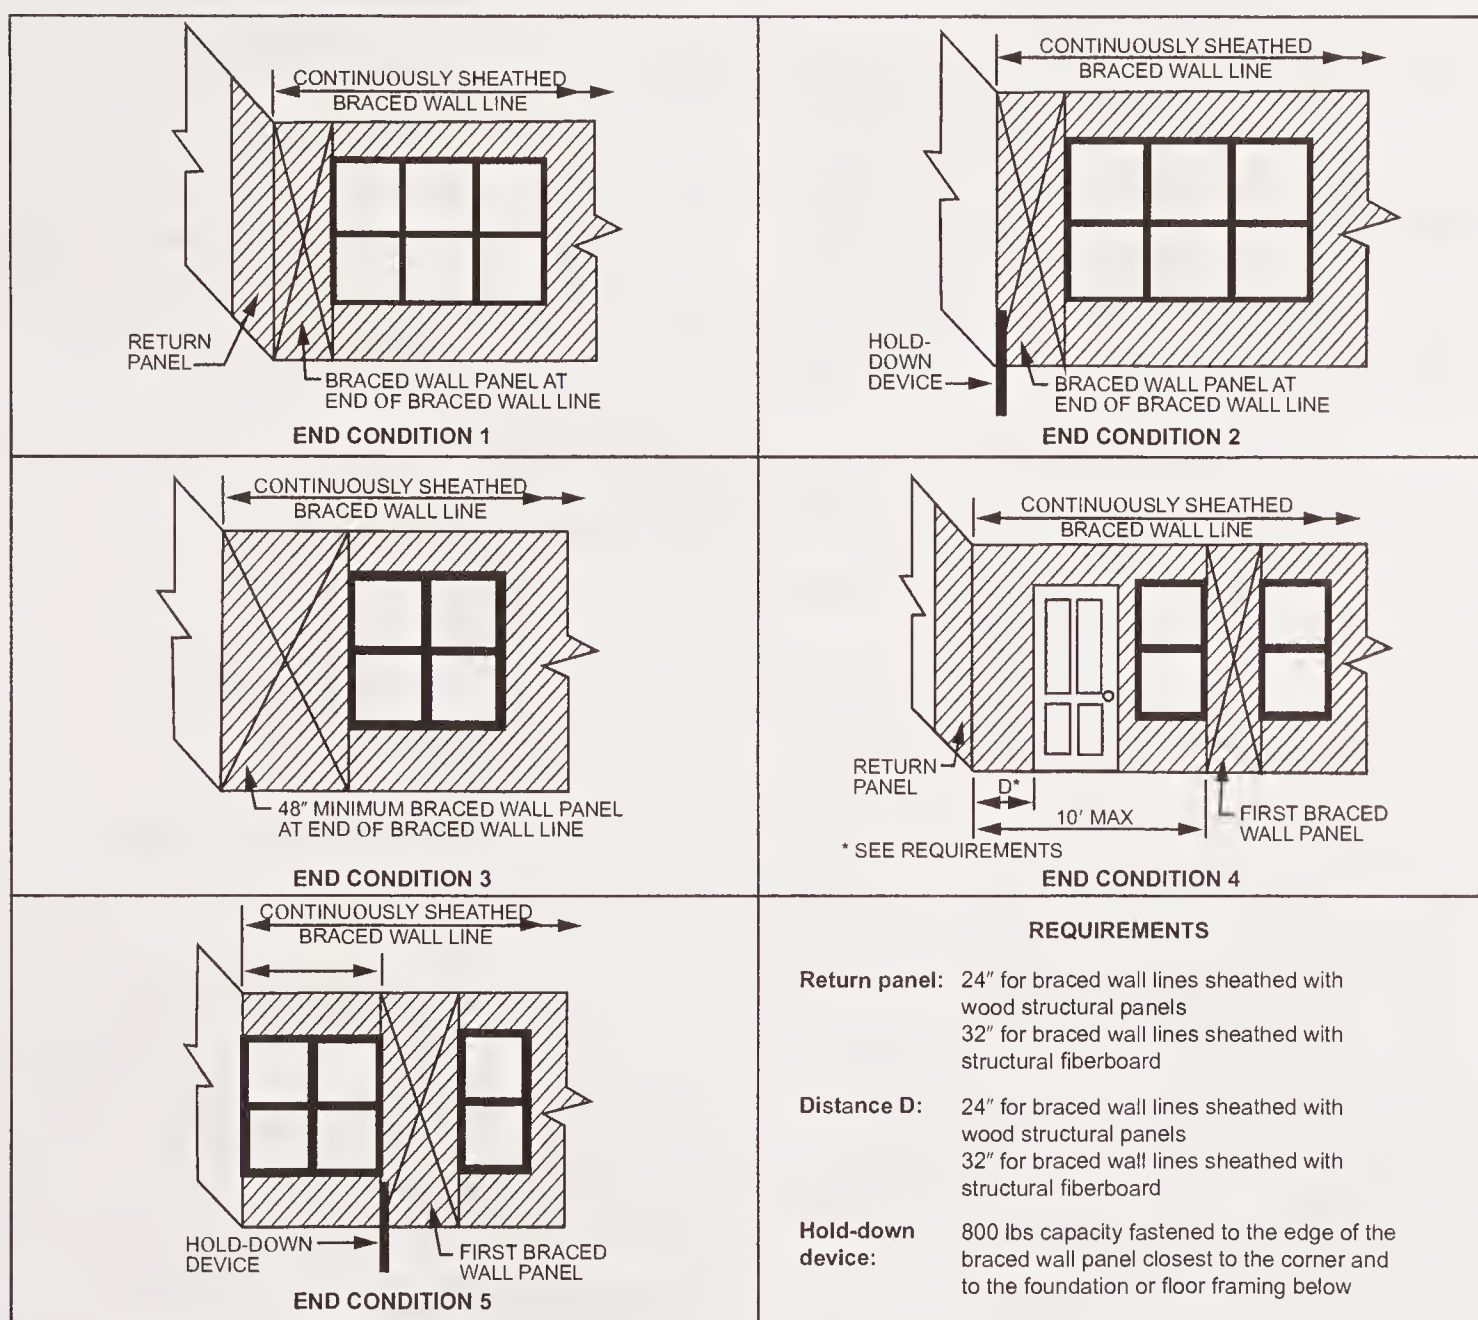 CONTINUOUSLY SHEATHED
BRACED WALL LINE
RETURN
PANEL
BRACED WALL PANEL AT
END OF BRACED WALL LINE
END CONDITION 1
CONTINUOUSLY SHEATHED
BRACED WALL LINE
HOLD-
DOWN
DEVICE
BRACED WALL PANEL AT
END OF BRACED WALL LINE
END CONDITION 2
CONTINUOUSLY SHEATHED
BRACED WALL LINE
48″ MINIMUM BRACED WALL PANEL
AT END OF BRACED WALL LINE
END CONDITION 3
CONTINUOUSLY SHEATHED
BRACED WALL LINE
RETURN
PANEL
D*
10′ MAX
FIRST BRACED
WALL PANEL
* SEE REQUIREMENTS
END CONDITION 4
CONTINUOUSLY SHEATHED
BRACED WALL LINE
HOLD-DOWN
DEVICE
FIRST BRACED
WALL PANEL
END CONDITION 5
REQUIREMENTS
Return panel: 24″ for braced wall lines sheathed with
wood structural panels
32″ for braced wall lines sheathed with
structural fiberboard
Distance D: 24″ for braced wall lines sheathed with
wood structural panels
32″ for braced wall lines sheathed with
structural fiberboard
Hold-down 800 lbs capacity fastened to the edge of the
device: braced wall panel closest to the corner and
to the foundation or floor framing below